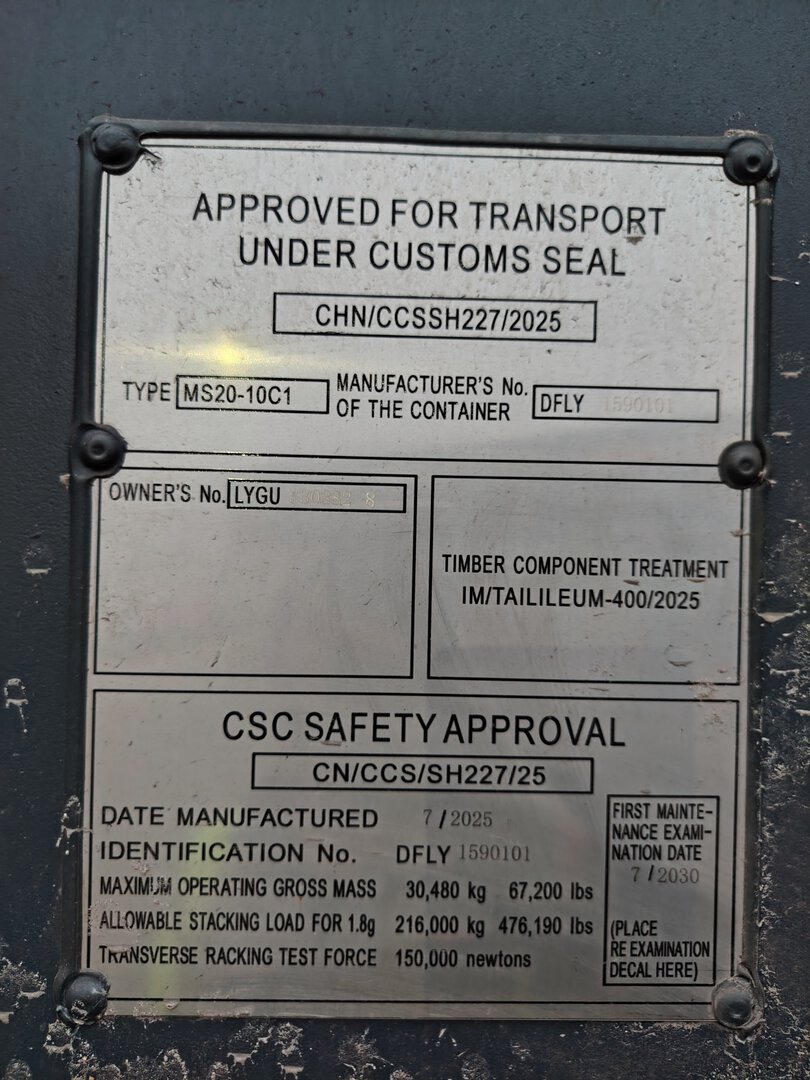 APPROVED FOR TRANSPORT
UNDER CUSTOMS SEAL
CHN/CCSSH227/2025
TYPE MS20-10C1 MANUFACTURER'S No. OF THE CONTAINER DFLY 1590101
OWNER'S No. LYGU 8
TIMBER COMPONENT TREATMENT
IM/TAILILEUM-400/2025
CSC SAFETY APPROVAL
CN/CCS/SH227/25
DATE MANUFACTURED 7/2025
IDENTIFICATION No. DFLY 1590101
MAXIMUM OPERATING GROSS MASS 30,480 kg 67,200 lbs
ALLOWABLE STACKING LOAD FOR 1.8g 216,000 kg 476,190 lbs
TRANSVERSE RACKING TEST FORCE 150,000 newtons
FIRST MAINTE-
NANCE EXAMI-
NATION DATE
7/2030
(PLACE
RE EXAMINATION
DECAL HERE)